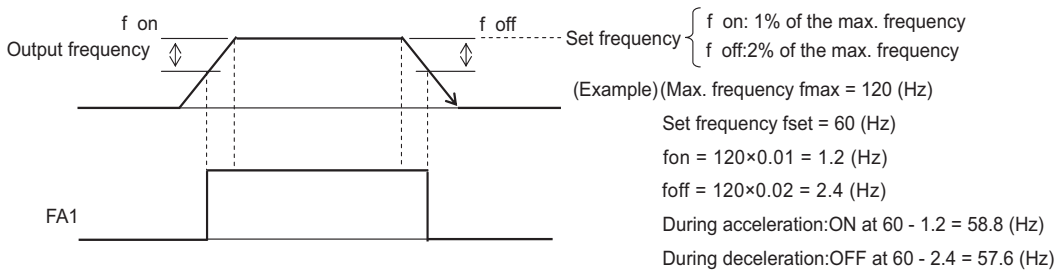 f on
Output frequency
f off
Set frequency
f on: 1% of the max. frequency
f off:2% of the max. frequency
(Example)(Max. frequency fmax = 120 (Hz)
Set frequency fset = 60 (Hz)
fon = 120×0.01 = 1.2 (Hz)
foff = 120×0.02 = 2.4 (Hz)
During acceleration:ON at 60 - 1.2 = 58.8 (Hz)
During deceleration:OFF at 60 - 2.4 = 57.6 (Hz)
FA1